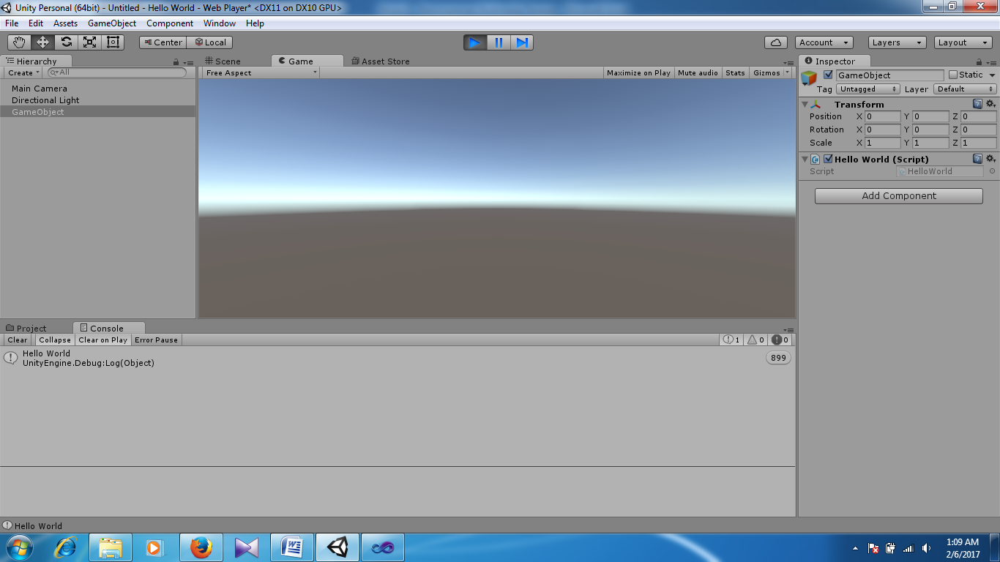 Unity Personal (64bit) - Untitled - Hello World - Web Player* <DX11 on DX10 GPU>
File Edit Assets GameObject Component Window Help
Center Local Account Layers Layout
Hierarchy
Create All
Main Camera
Directional Light
GameObject
Scene Game Asset Store
Free Aspect Maximize on Play Mute audio Stats Gizmos
Inspector
GameObject Static
Tag Untagged Layer Default
Transform
Position X 0 Y 0 Z 0
Rotation X 0 Y 0 Z 0
Scale X 1 Y 1 Z 1
Hello World (Script)
Script HelloWorld
Add Component
Project Console
Clear Collapse Clear on Play Error Pause 1 0 0
Hello World
UnityEngine.Debug:Log(Object)
899
Hello World
1:09 AM
2/6/2017